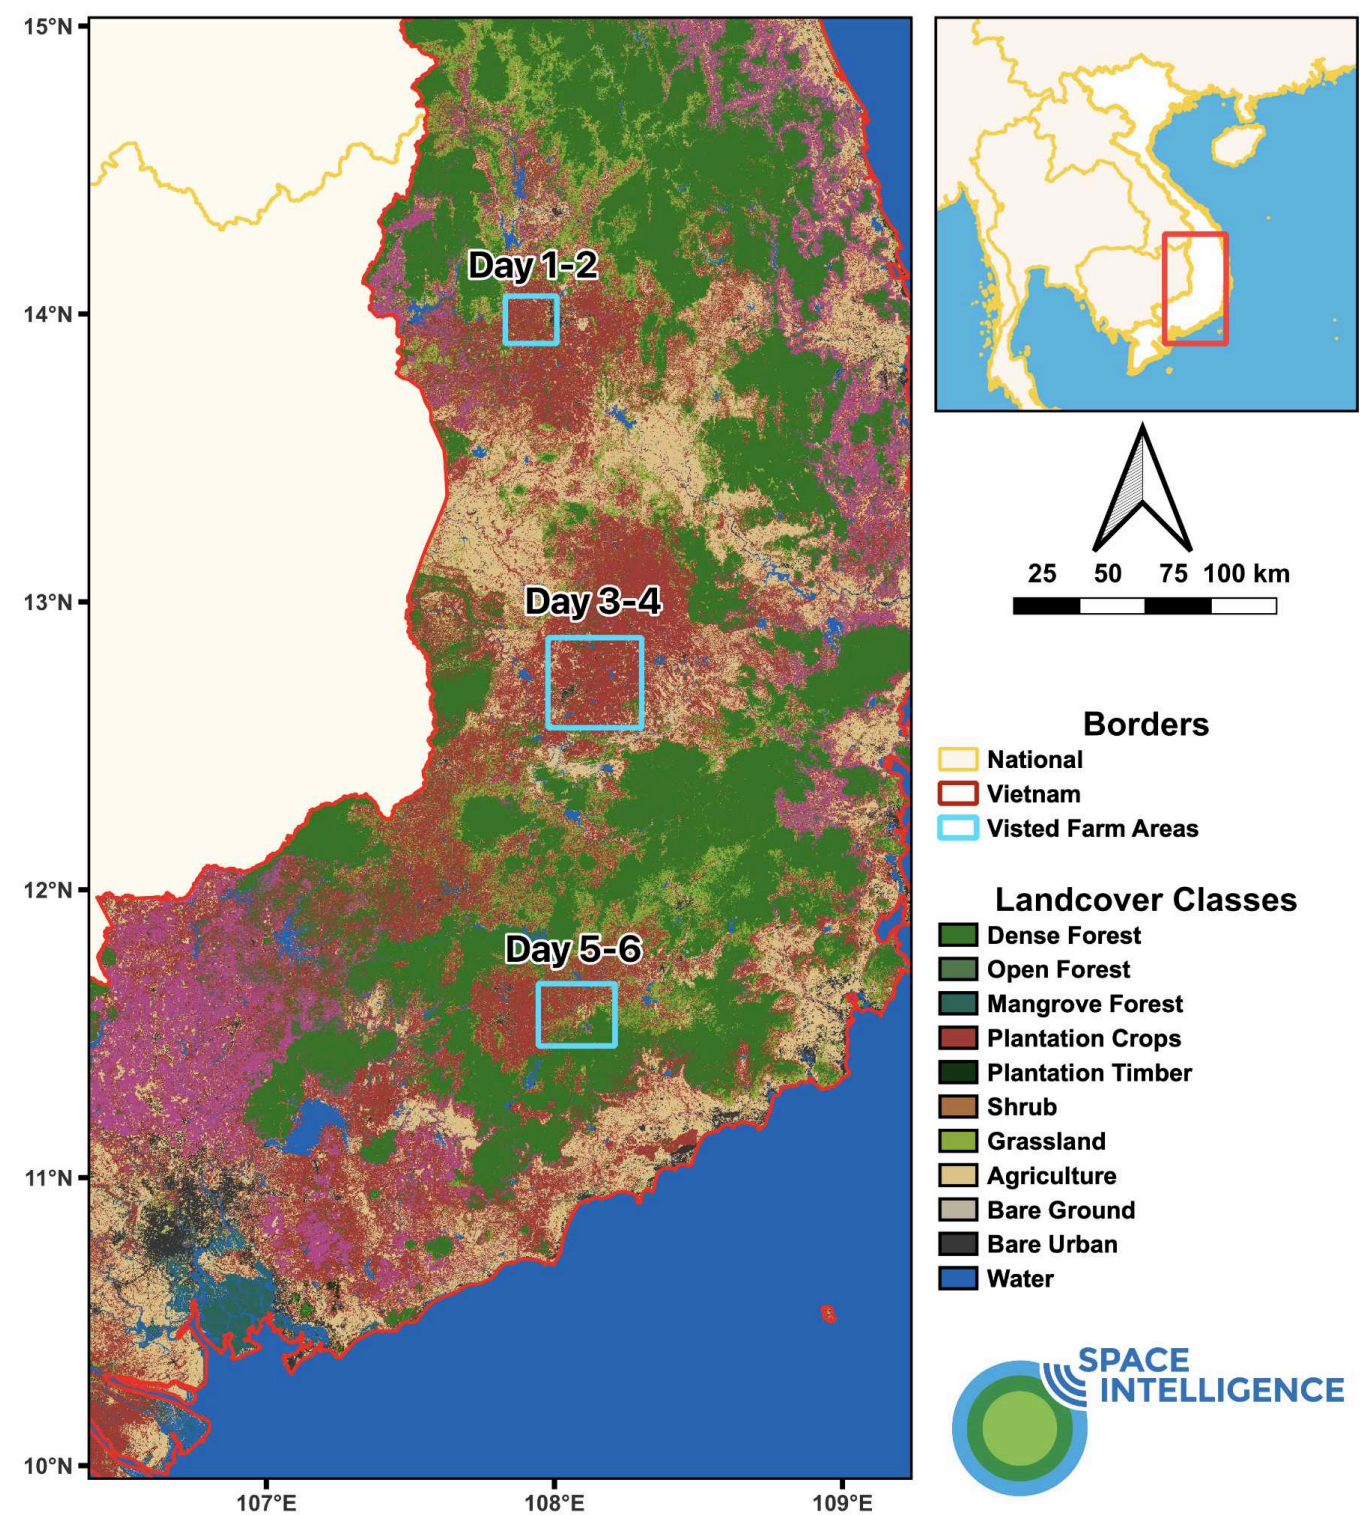 15°N
14°N
13°N
12°N
11°N
10°N
107°E
108°E
109°E
Day 1-2
Day 3-4
Day 5-6
25 50 75 100 km
Borders
National
Vietnam
Visted Farm Areas
Landcover Classes
Dense Forest
Open Forest
Mangrove Forest
Plantation Crops
Plantation Timber
Shrub
Grassland
Agriculture
Bare Ground
Bare Urban
Water
SPACE
INTELLIGENCE